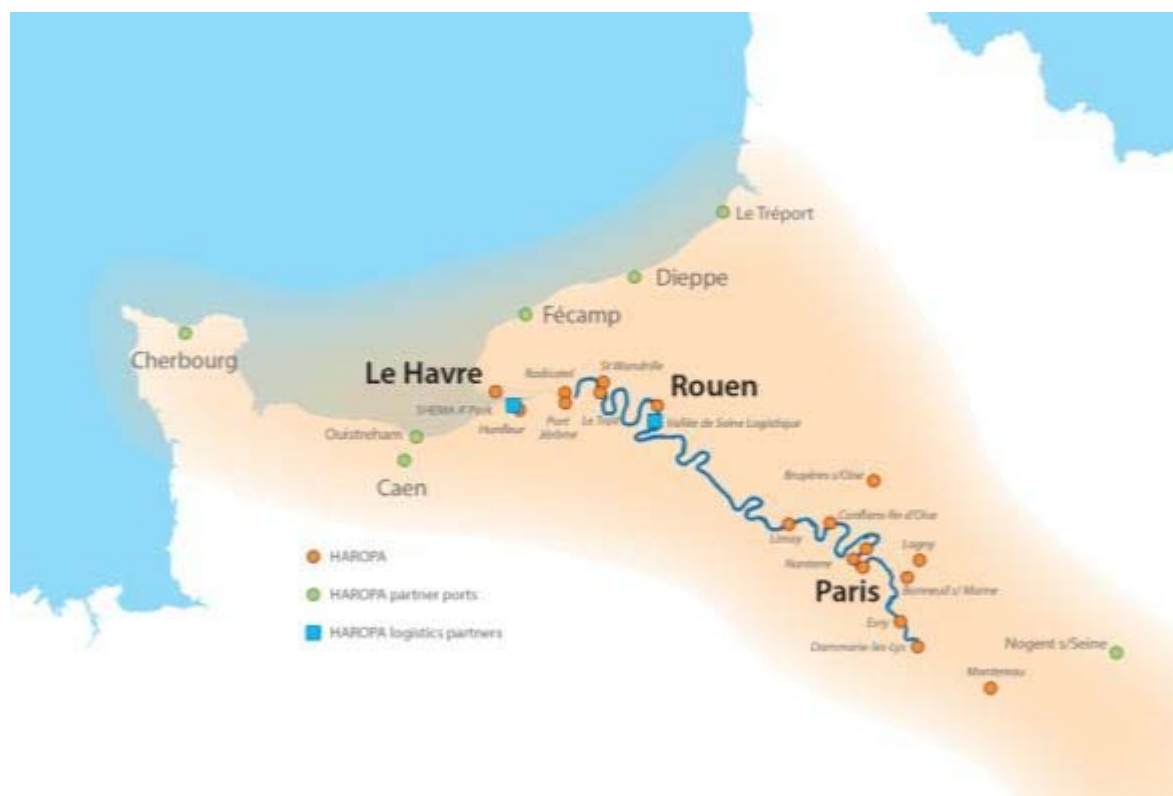 Le Tréport
Dieppe
Fécamp
Cherbourg
Le Havre
Radicatel
St Wandrille
Rouen
SHEMA A' Park
Honfleur
Port
Jérôme
Le Trait
Vallée de Seine Logistique
Ouistreham
Caen
Bruyères s/Oise
Conflans-fin d'Oise
Limay
Lagny
Nanterre
Paris
Bonneuil s/ Marne
Evry
Dammarie-les-Lys
Nogent s/Seine
Montereau
HAROPA
HAROPA partner ports
HAROPA logistics partners